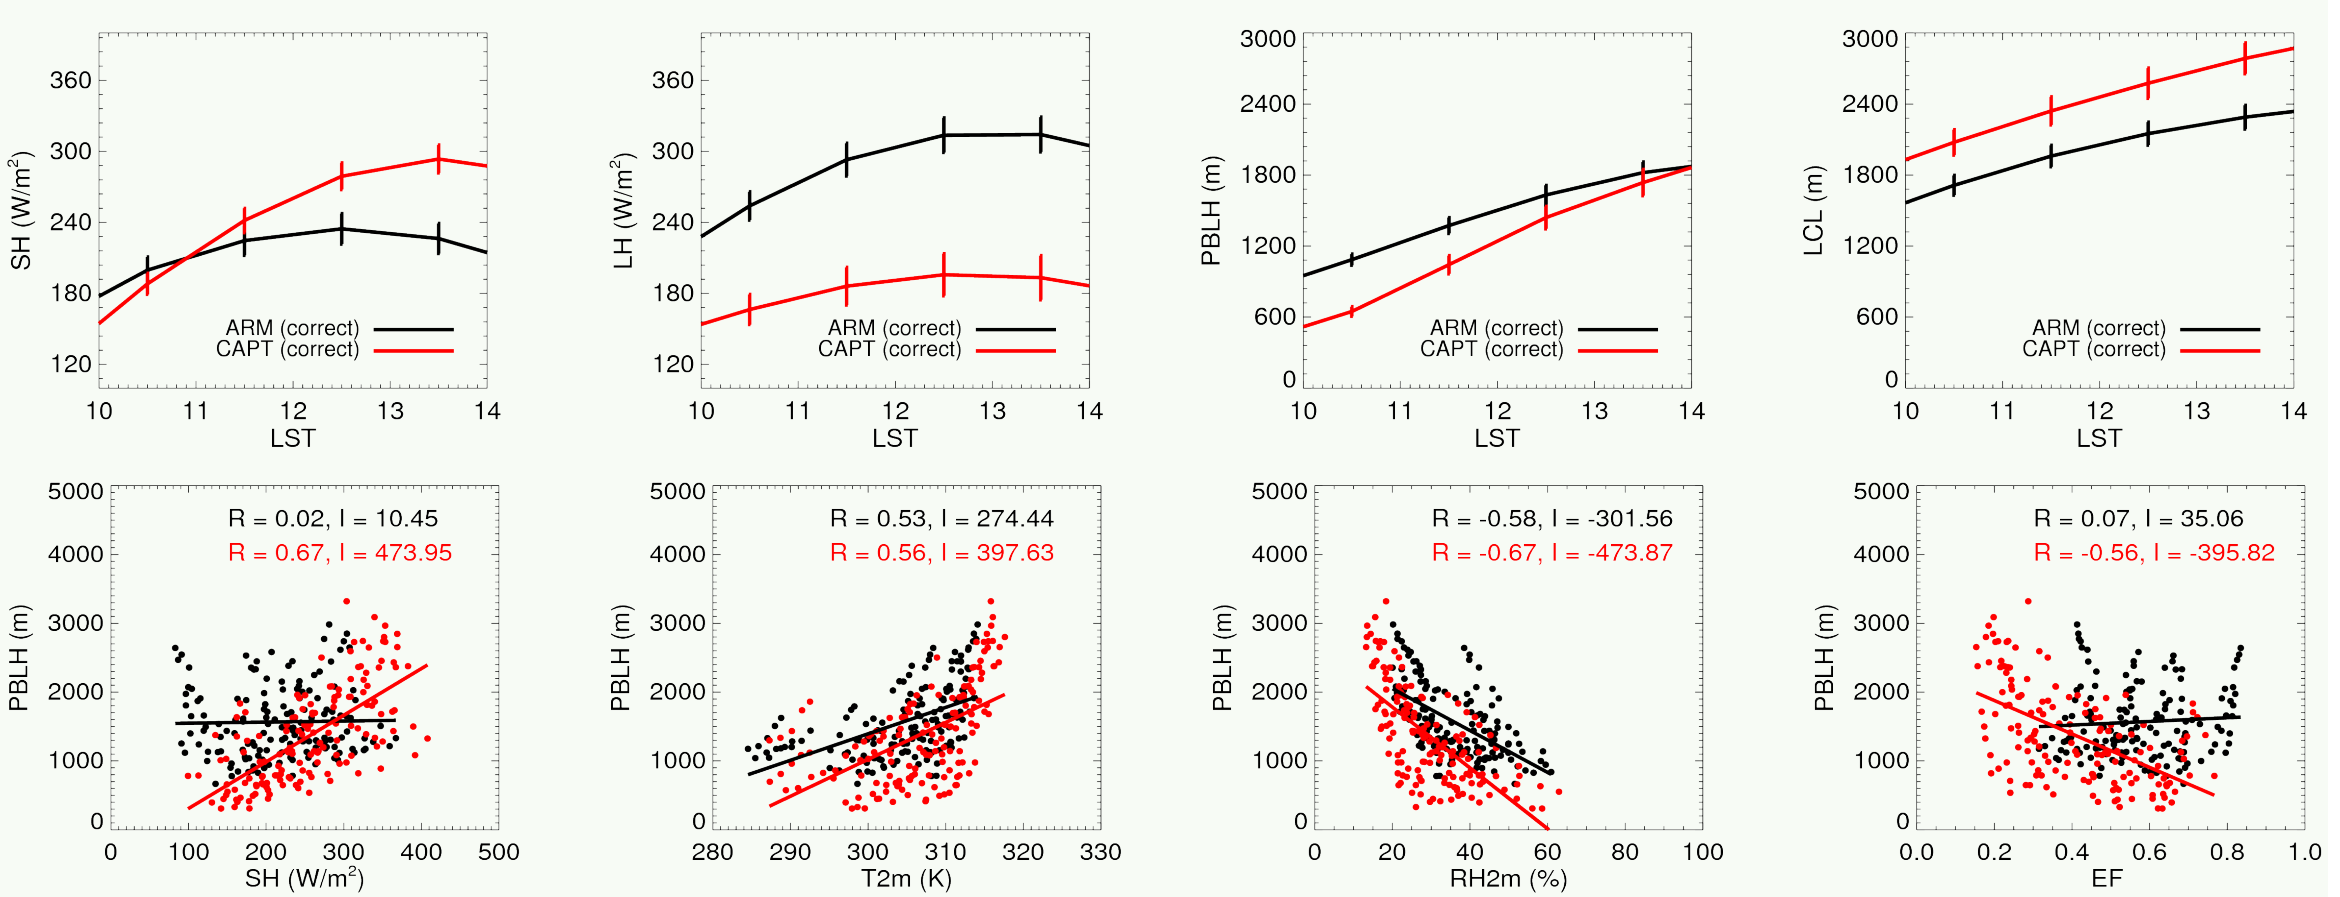 SH (W/m²)
360
300
240
180
120
ARM (correct)
CAPT (correct)
10 11 12 13 14
LST
LH (W/m²)
360
300
240
180
120
ARM (correct)
CAPT (correct)
10 11 12 13 14
LST
PBLH (m)
3000
2400
1800
1200
600
0
ARM (correct)
CAPT (correct)
10 11 12 13 14
LST
LCL (m)
3000
2400
1800
1200
600
0
ARM (correct)
CAPT (correct)
10 11 12 13 14
LST
PBLH (m)
5000
4000
3000
2000
1000
0
R = 0.02, I = 10.45
R = 0.67, I = 473.95
0 100 200 300 400 500
SH (W/m²)
PBLH (m)
5000
4000
3000
2000
1000
0
R = 0.53, I = 274.44
R = 0.56, I = 397.63
280 290 300 310 320 330
T2m (K)
PBLH (m)
5000
4000
3000
2000
1000
0
R = -0.58, I = -301.56
R = -0.67, I = -473.87
0 20 40 60 80 100
RH2m (%)
PBLH (m)
5000
4000
3000
2000
1000
0
R = 0.07, I = 35.06
R = -0.56, I = -395.82
0.0 0.2 0.4 0.6 0.8 1.0
EF